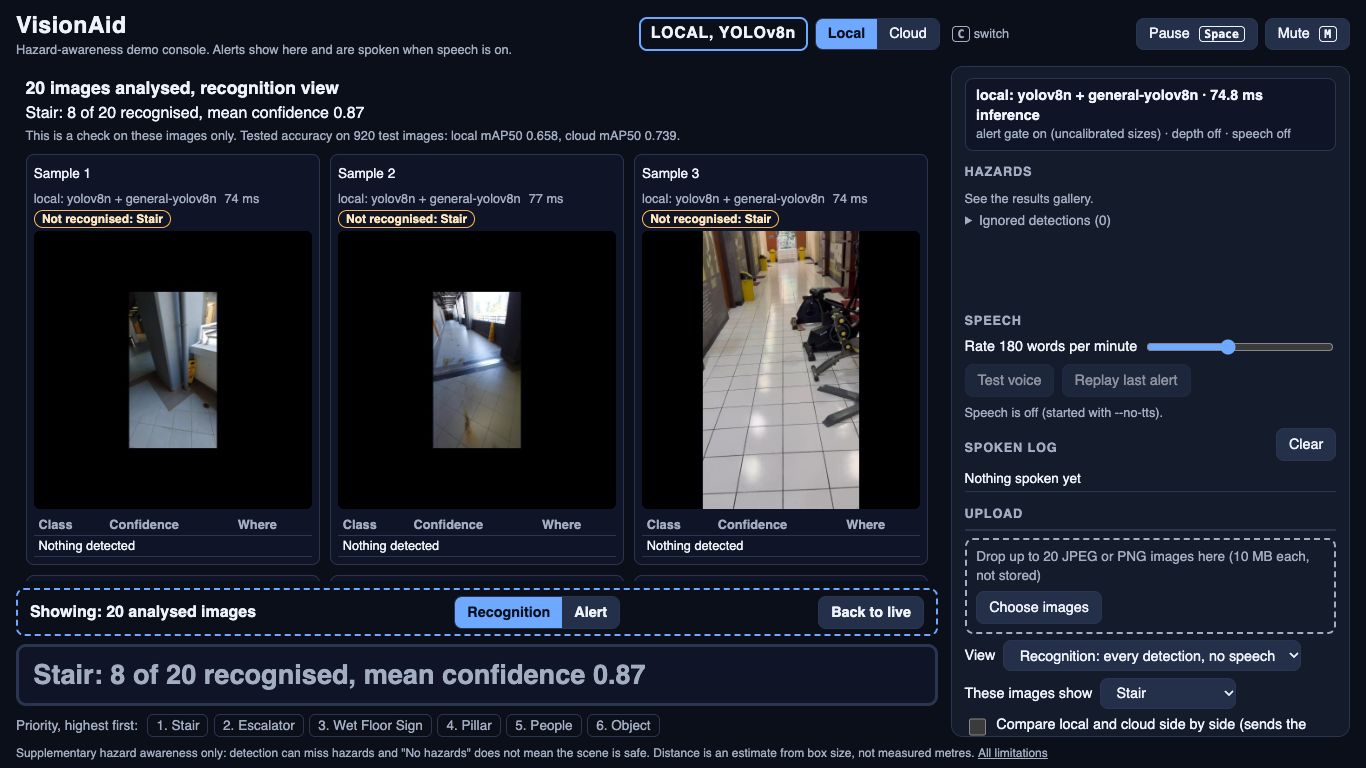 VisionAid
Hazard-awareness demo console. Alerts show here and are spoken when speech is on.
LOCAL, YOLOv8n
Local Cloud
C switch
Pause Space
Mute M
20 images analysed, recognition view
Stair: 8 of 20 recognised, mean confidence 0.87
This is a check on these images only. Tested accuracy on 920 test images: local mAP50 0.658, cloud mAP50 0.739.
Sample 1
local: yolov8n + general-yolov8n 74 ms
Not recognised: Stair
Class Confidence Where
Nothing detected
Sample 2
local: yolov8n + general-yolov8n 77 ms
Not recognised: Stair
Class Confidence Where
Nothing detected
Sample 3
local: yolov8n + general-yolov8n 74 ms
Not recognised: Stair
Class Confidence Where
Nothing detected
Showing: 20 analysed images
Recognition Alert
Back to live
Stair: 8 of 20 recognised, mean confidence 0.87
Priority, highest first: 1. Stair 2. Escalator 3. Wet Floor Sign 4. Pillar 5. People 6. Object
Supplementary hazard awareness only: detection can miss hazards and "No hazards" does not mean the scene is safe. Distance is an estimate from box size, not measured metres. All limitations
local: yolov8n + general-yolov8n · 74.8 ms
inference
alert gate on (uncalibrated sizes) · depth off · speech off
HAZARDS
See the results gallery.
Ignored detections (0)
SPEECH
Rate 180 words per minute
Test voice Replay last alert
Speech is off (started with --no-tts).
SPOKEN LOG
Clear
Nothing spoken yet
UPLOAD
Drop up to 20 JPEG or PNG images here (10 MB each,
not stored)
Choose images
View Recognition: every detection, no speech
These images show Stair
Compare local and cloud side by side (sends the